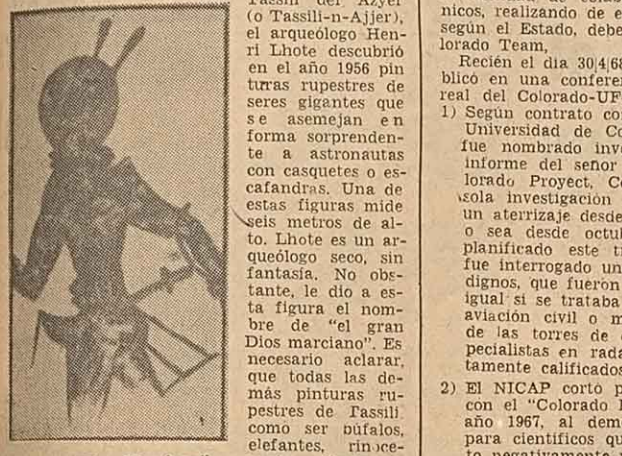 (o Tassili-n-Ajjer),
el arqueólogo Hen-
ri Lhote descubrió
en el año 1956 pin
turas rupestres de
seres gigantes que
se asemejan en
forma sorprenden-
te a astronautas
con casquetes o es-
cafandras. Una de
estas figuras mide
seis metros de al-
to. Lhote es un ar-
queólogo seco, sin
fantasía. No obs-
tante, le dio a es-
ta figura el nom-
bre de "el gran
Dios marciano". Es
necesario aclarar,
que todas las de-
más pinturas ru-
pestres de Tassili.
como ser búfalos,
elefantes, rinoce-
nicos, realizando de e
según el Estado, debe
lorado Team,
Recién el día 30|4|68
blicó en una conferen
real del Colorado-UF
1) Según contrato co
Universidad de Co
fue nombrado inve
informe del señor
lorado Proyect, Co
sola investigación
un aterrizaje desde
o sea desde octul
planificado este t
fue interrogado un
dignos, que fueron
igual si se trataba
aviación civil o m
de las torres de
pecialistas en rada
tamente calificados
2) El NICAP cortó p
con el "Colorado
año 1967, al dem
para científicos qu
to negativamente